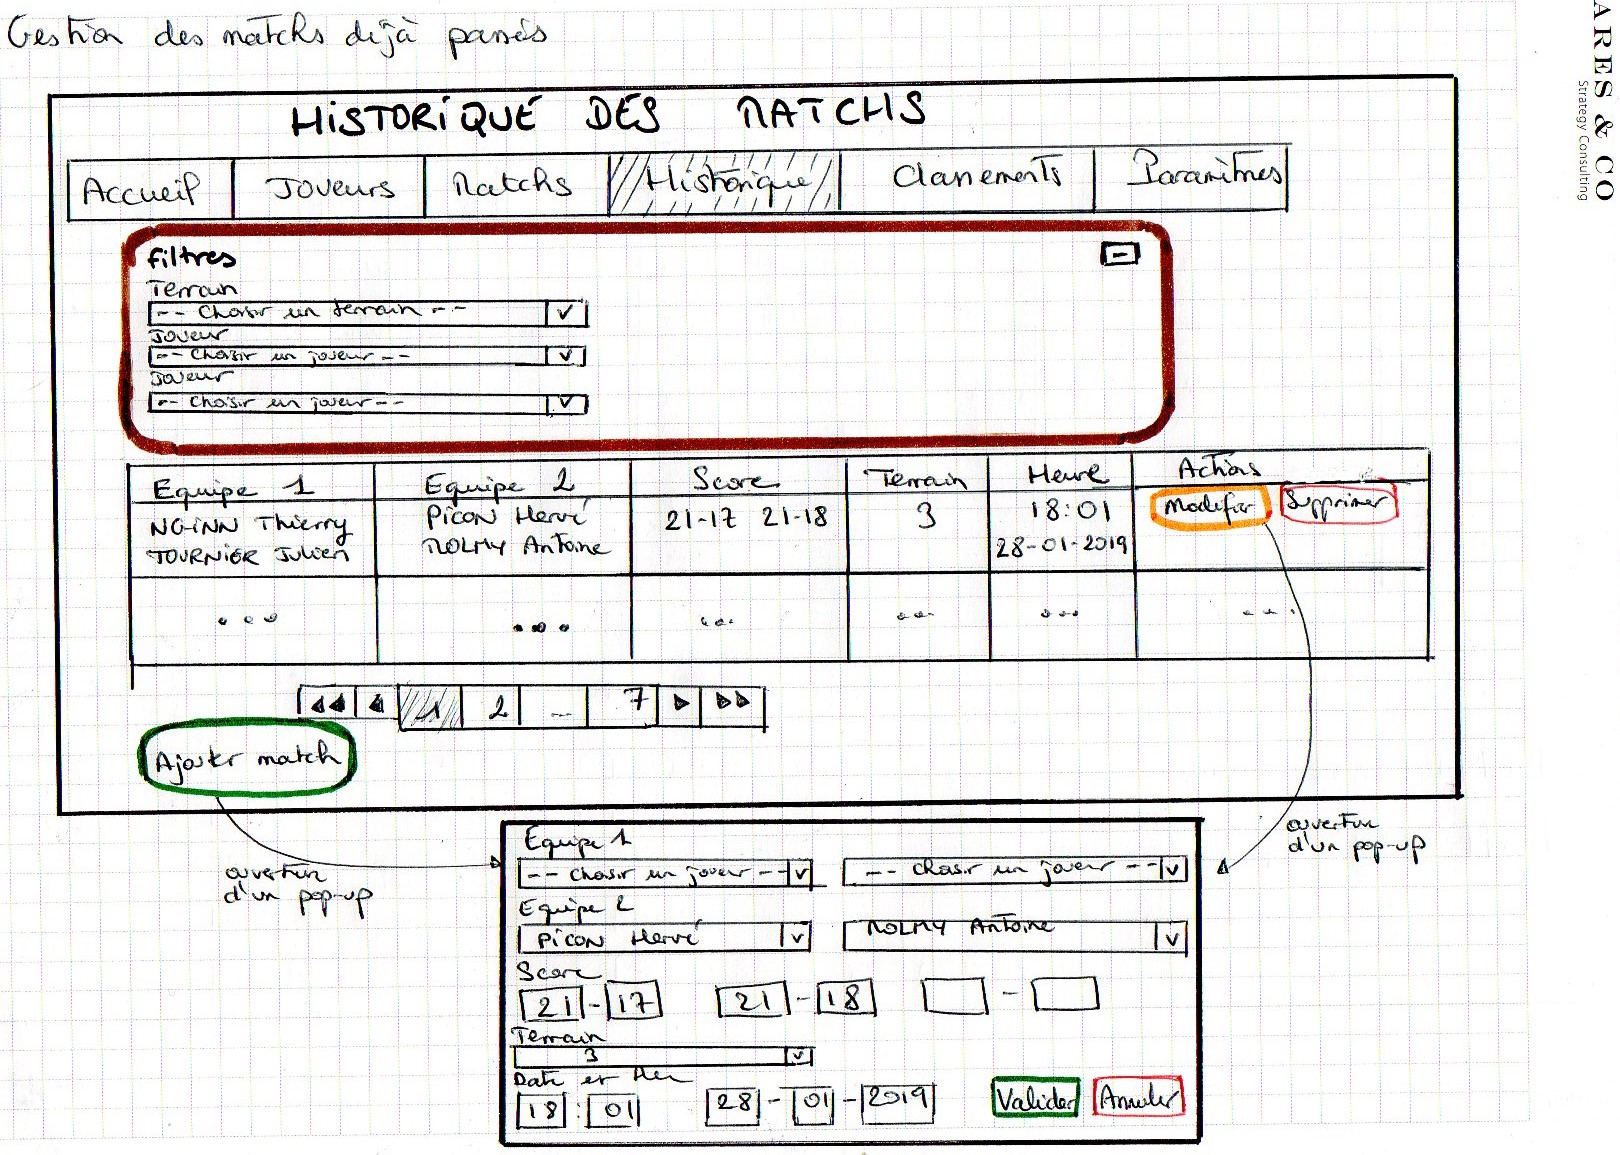 Gestion des matchs déjà passés
ARES & CO
Strategy Consulting
HISTORIQUE DES MATCHS
Accueil Joueurs Matchs Historique Classements Paramètres
Filtres -
Terrain
-- Choisir un terrain -- v
Joueur
-- Choisir un joueur -- v
Joueur
-- Choisir un joueur -- v
Equipe 1 Equipe 2 Score Terrain Heure Actions
NGINN Thierry Picon Hervé 21-17 21-18 3 18:01 Modifier Supprimer
TOURNIER Julien MOLMY Antoine 28-01-2019
... ... ... ... ... ...
1 2 ... 7
Ajouter match
ouverture
d'un pop-up
ouverture
d'un pop-up
Equipe 1
-- Choisir un joueur -- v -- Choisir un joueur -- v
Equipe 2
PICON Hervé v MOLMY Antoine v
Score
21 - 17 21 - 18 -
Terrain
3 v
Date et Heu
18 : 01 28 - 01 - 2019 Valider Annuler